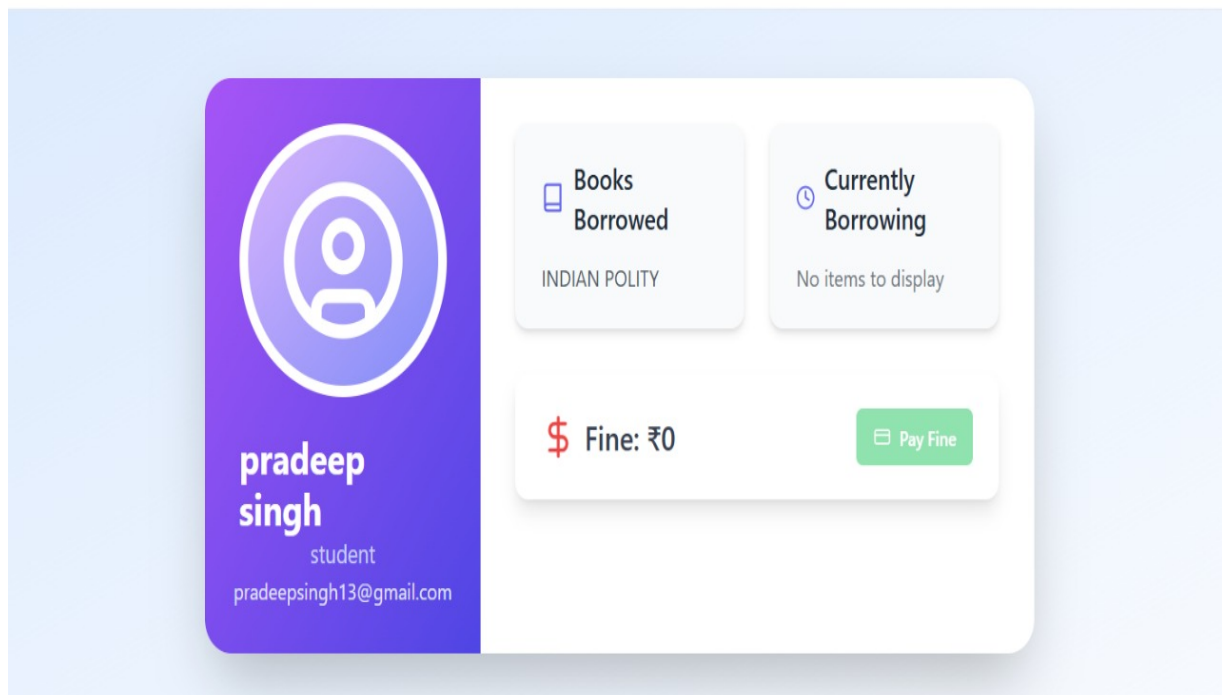 pradeep
singh
student
pradeepsingh13@gmail.com
Books
Borrowed
INDIAN POLITY
Currently
Borrowing
No items to display
$ Fine: ₹0
Pay Fine